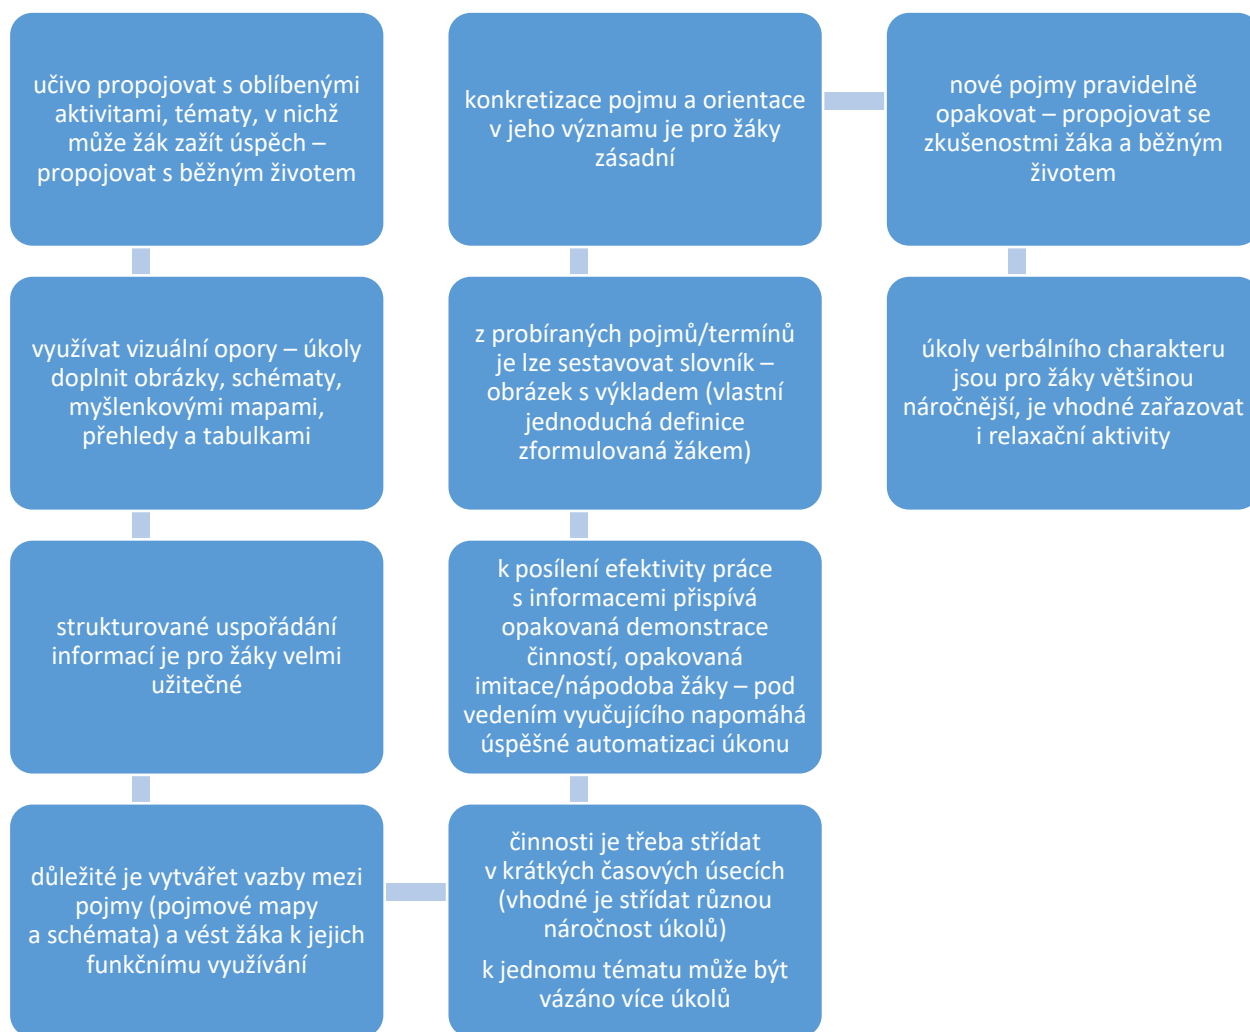 učivo propojovat s oblíbenými
aktivitami, tématy, v nichž
může žák zažít úspěch –
propojovat s běžným životem
využívat vizuální opory – úkoly
doplnit obrázky, schématy,
myšlenkovými mapami,
přehledy a tabulkami
strukturované uspořádání
informací je pro žáky velmi
užitečné
důležité je vytvářet vazby mezi
pojmy (pojmové mapy
a schémata) a vést žáka k jejich
funkčnímu využívání
činnosti je třeba střídat
v krátkých časových úsecích
(vhodné je střídat různou
náročnost úkolů)
k jednomu tématu může být
vázáno více úkolů
k posílení efektivity práce
s informacemi přispívá
opakovaná demonstrace
činností, opakovaná
imitace/nápodoba žáky – pod
vedením vyučujícího napomáhá
úspěšné automatizaci úkonu
z probíraných pojmů/termínů
je lze sestavovat slovník –
obrázek s výkladem (vlastní
jednoduchá definice
zformulovaná žákem)
konkretizace pojmu a orientace
v jeho významu je pro žáky
zásadní
nové pojmy pravidelně
opakovat – propojovat se
zkušenostmi žáka a běžným
životem
úkoly verbálního charakteru
jsou pro žáky většinou
náročnější, je vhodné zařazovat
i relaxační aktivity